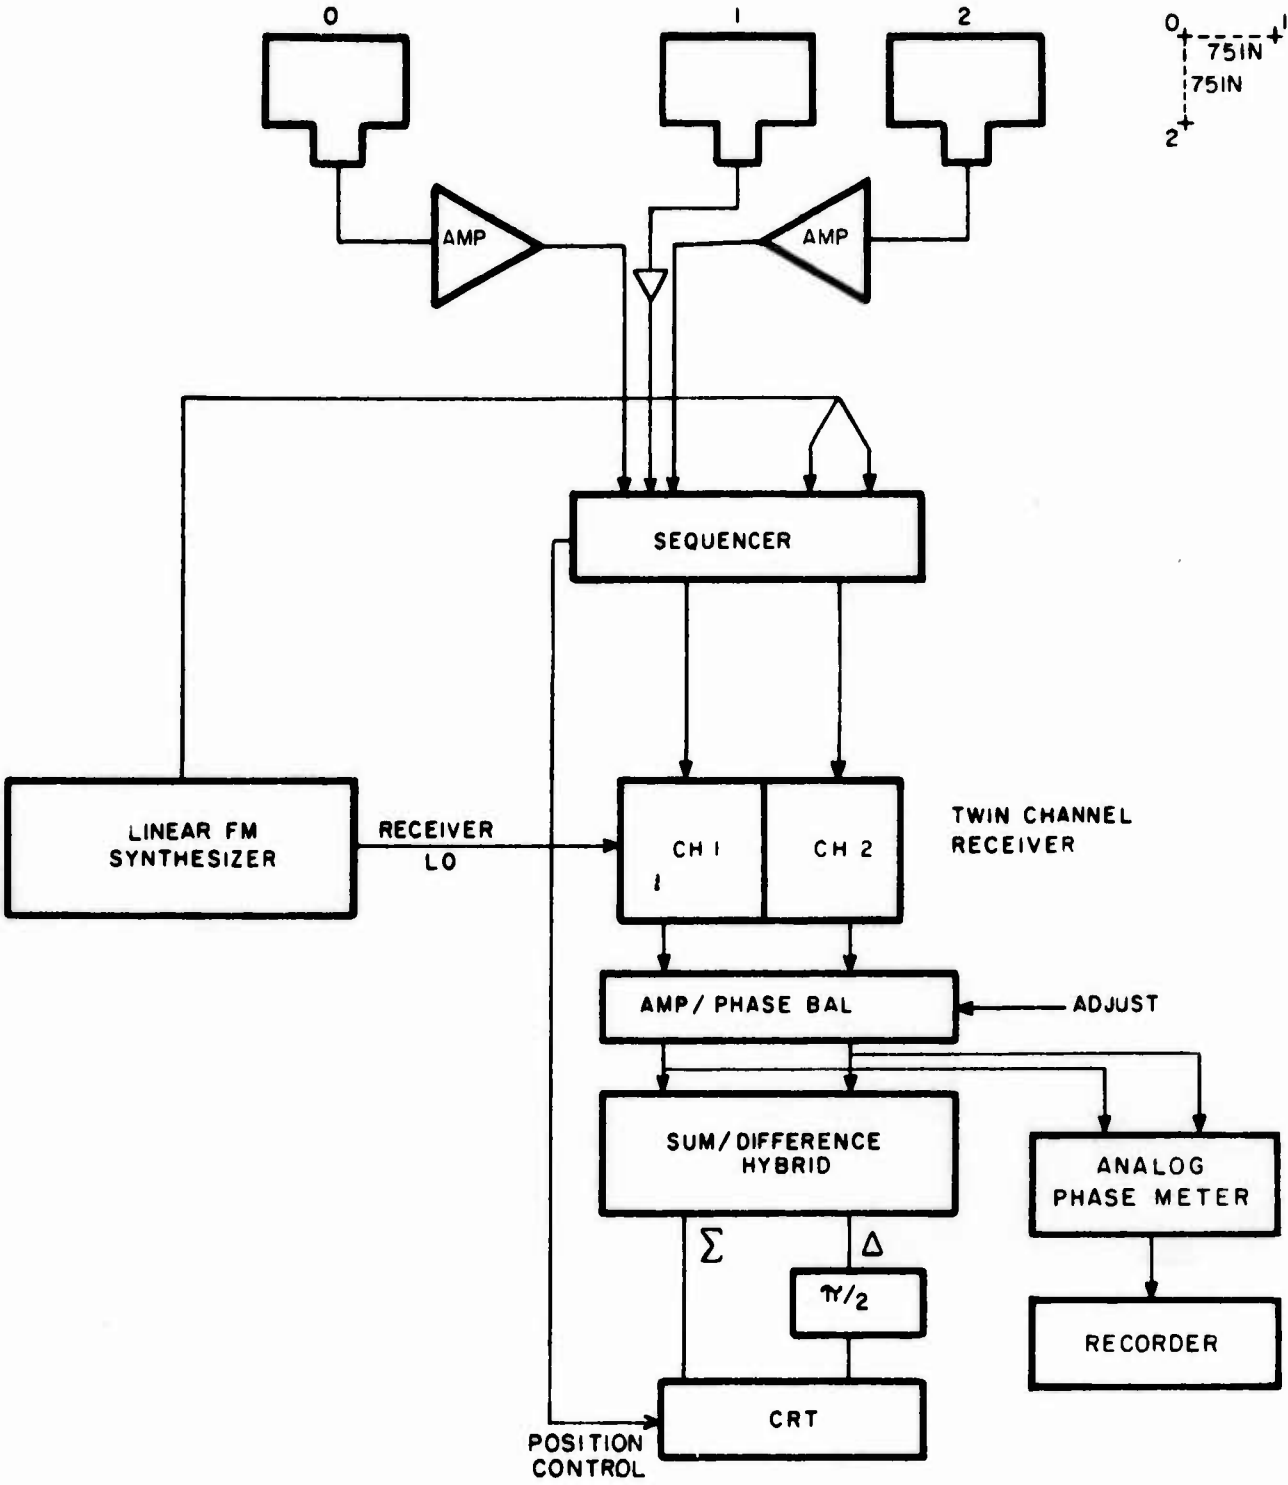 0
1
2
0
1
75IN
75IN
2
AMP
AMP
SEQUENCER
LINEAR FM
SYNTHESIZER
RECEIVER
LO
CH 1
CH 2
TWIN CHANNEL
RECEIVER
AMP/PHASE BAL
ADJUST
SUM/DIFFERENCE
HYBRID
ANALOG
PHASE METER
Σ
Δ
π/2
RECORDER
CRT
POSITION
CONTROL